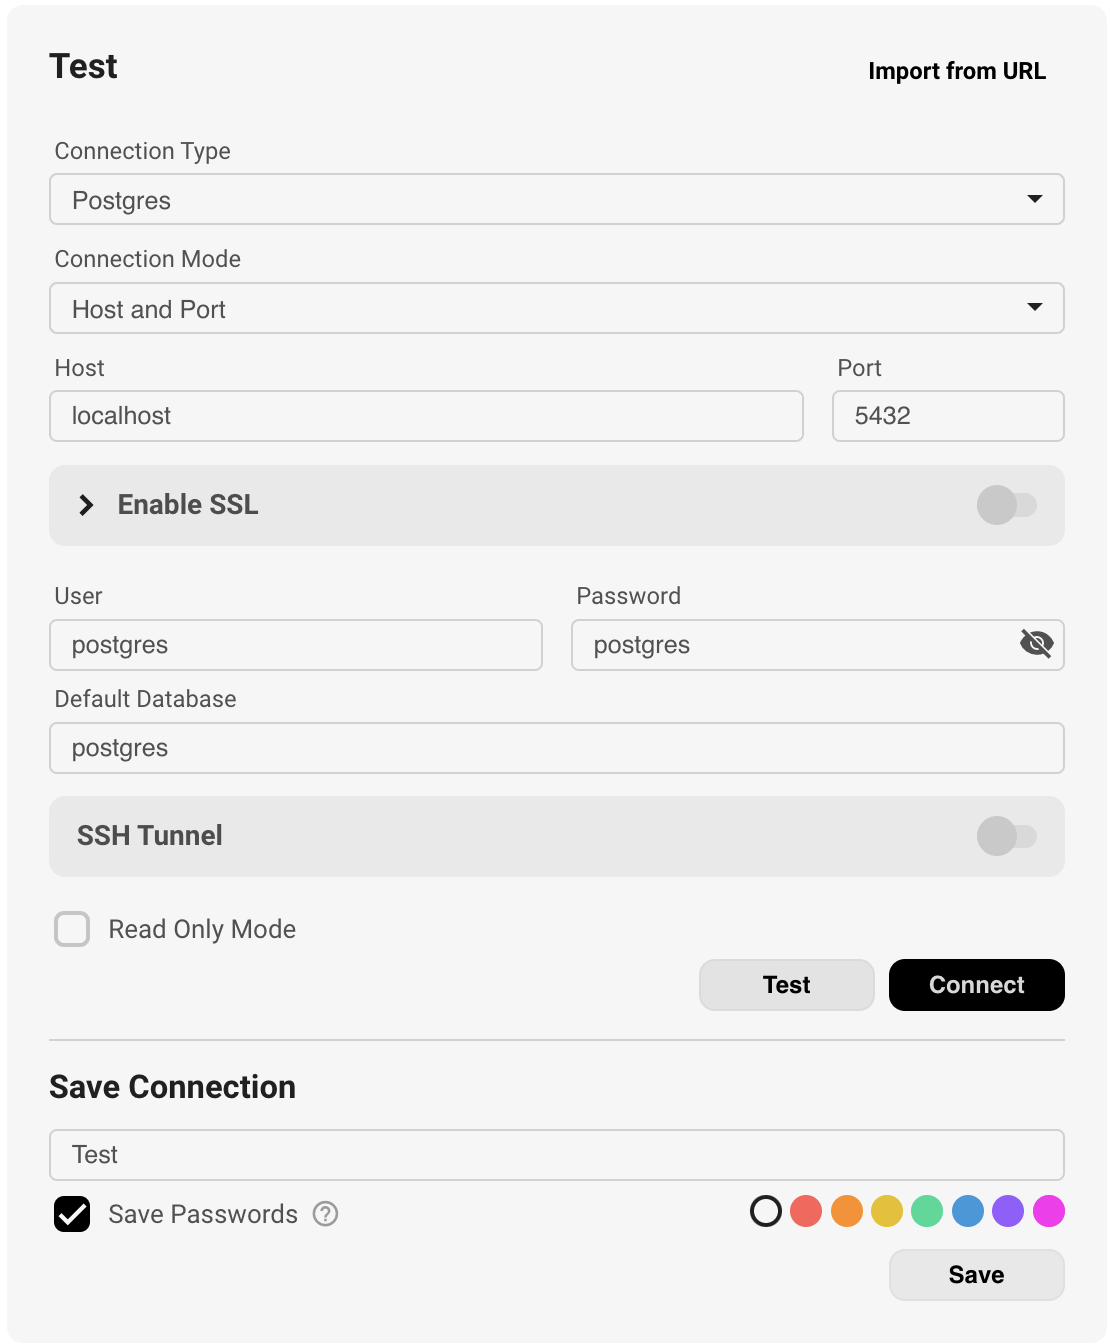 Test
Import from URL
Connection Type
Postgres
Connection Mode
Host and Port
Host
Port
localhost
5432
Enable SSL
User
Password
postgres
postgres
Default Database
postgres
SSH Tunnel
Read Only Mode
Test
Connect
Save Connection
Test
Save Passwords ?
Save